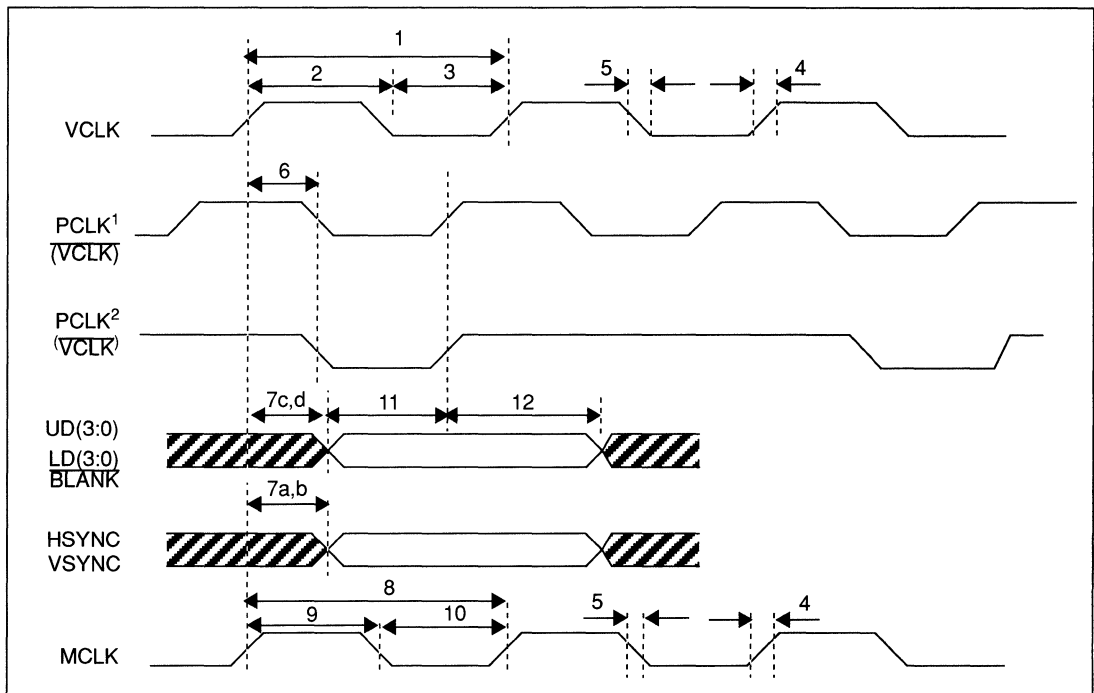 1
2 3 5 4
VCLK
6
PCLK¹
(VCLK)
PCLK²
(VCLK)
7c,d 11 12
UD(3:0)
LD(3:0)
BLANK
7a,b
HSYNC
VSYNC
8
9 10 5 4
MCLK